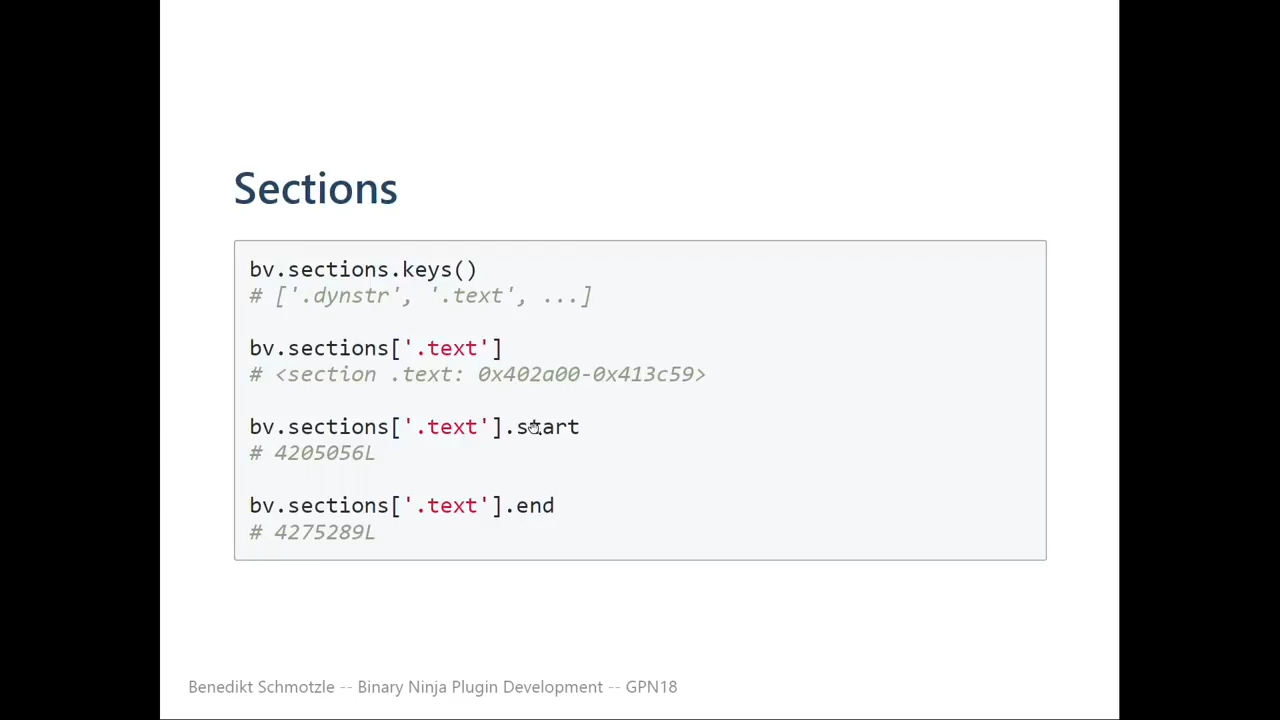 Sections
bv.sections.keys()
# ['.dynstr', '.text', ...]
bv.sections['.text']
# <section .text: 0x402a00-0x413c59>
bv.sections['.text'].start
# 4205056L
bv.sections['.text'].end
# 4275289L
Benedikt Schmotzle -- Binary Ninja Plugin Development -- GPN18